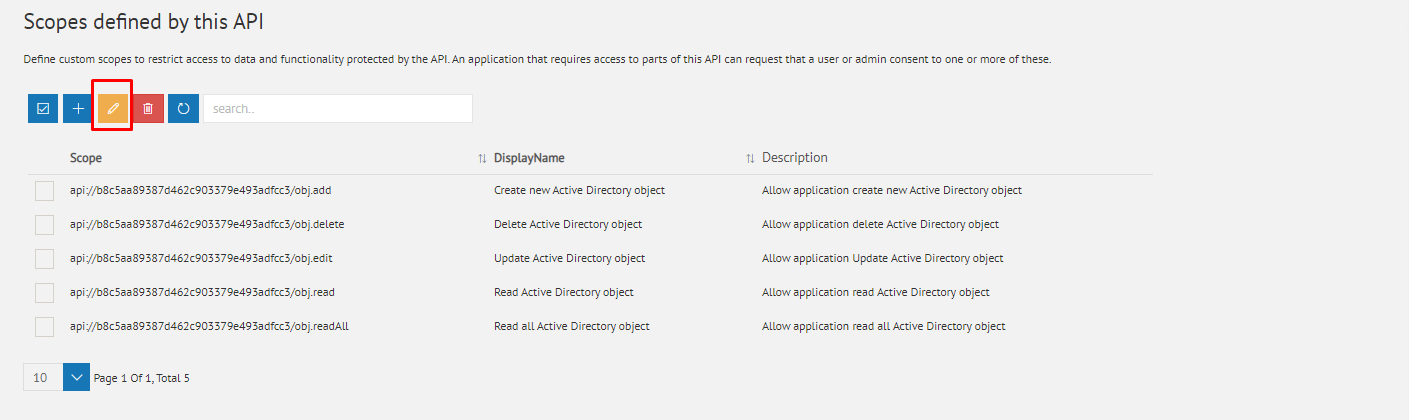 Scopes defined by this API
Define custom scopes to restrict access to data and functionality protected by the API. An application that requires access to parts of this API can request that a user or admin consent to one or more of these.
search..
Scope DisplayName Description
api://b8c5aa89387d462c903379e493adfcc3/obj.add Create new Active Directory object Allow application create new Active Directory object
api://b8c5aa89387d462c903379e493adfcc3/obj.delete Delete Active Directory object Allow application delete Active Directory object
api://b8c5aa89387d462c903379e493adfcc3/obj.edit Update Active Directory object Allow application Update Active Directory object
api://b8c5aa89387d462c903379e493adfcc3/obj.read Read Active Directory object Allow application read Active Directory object
api://b8c5aa89387d462c903379e493adfcc3/obj.readAll Read all Active Directory object Allow application read all Active Directory object
10 Page 1 Of 1, Total 5